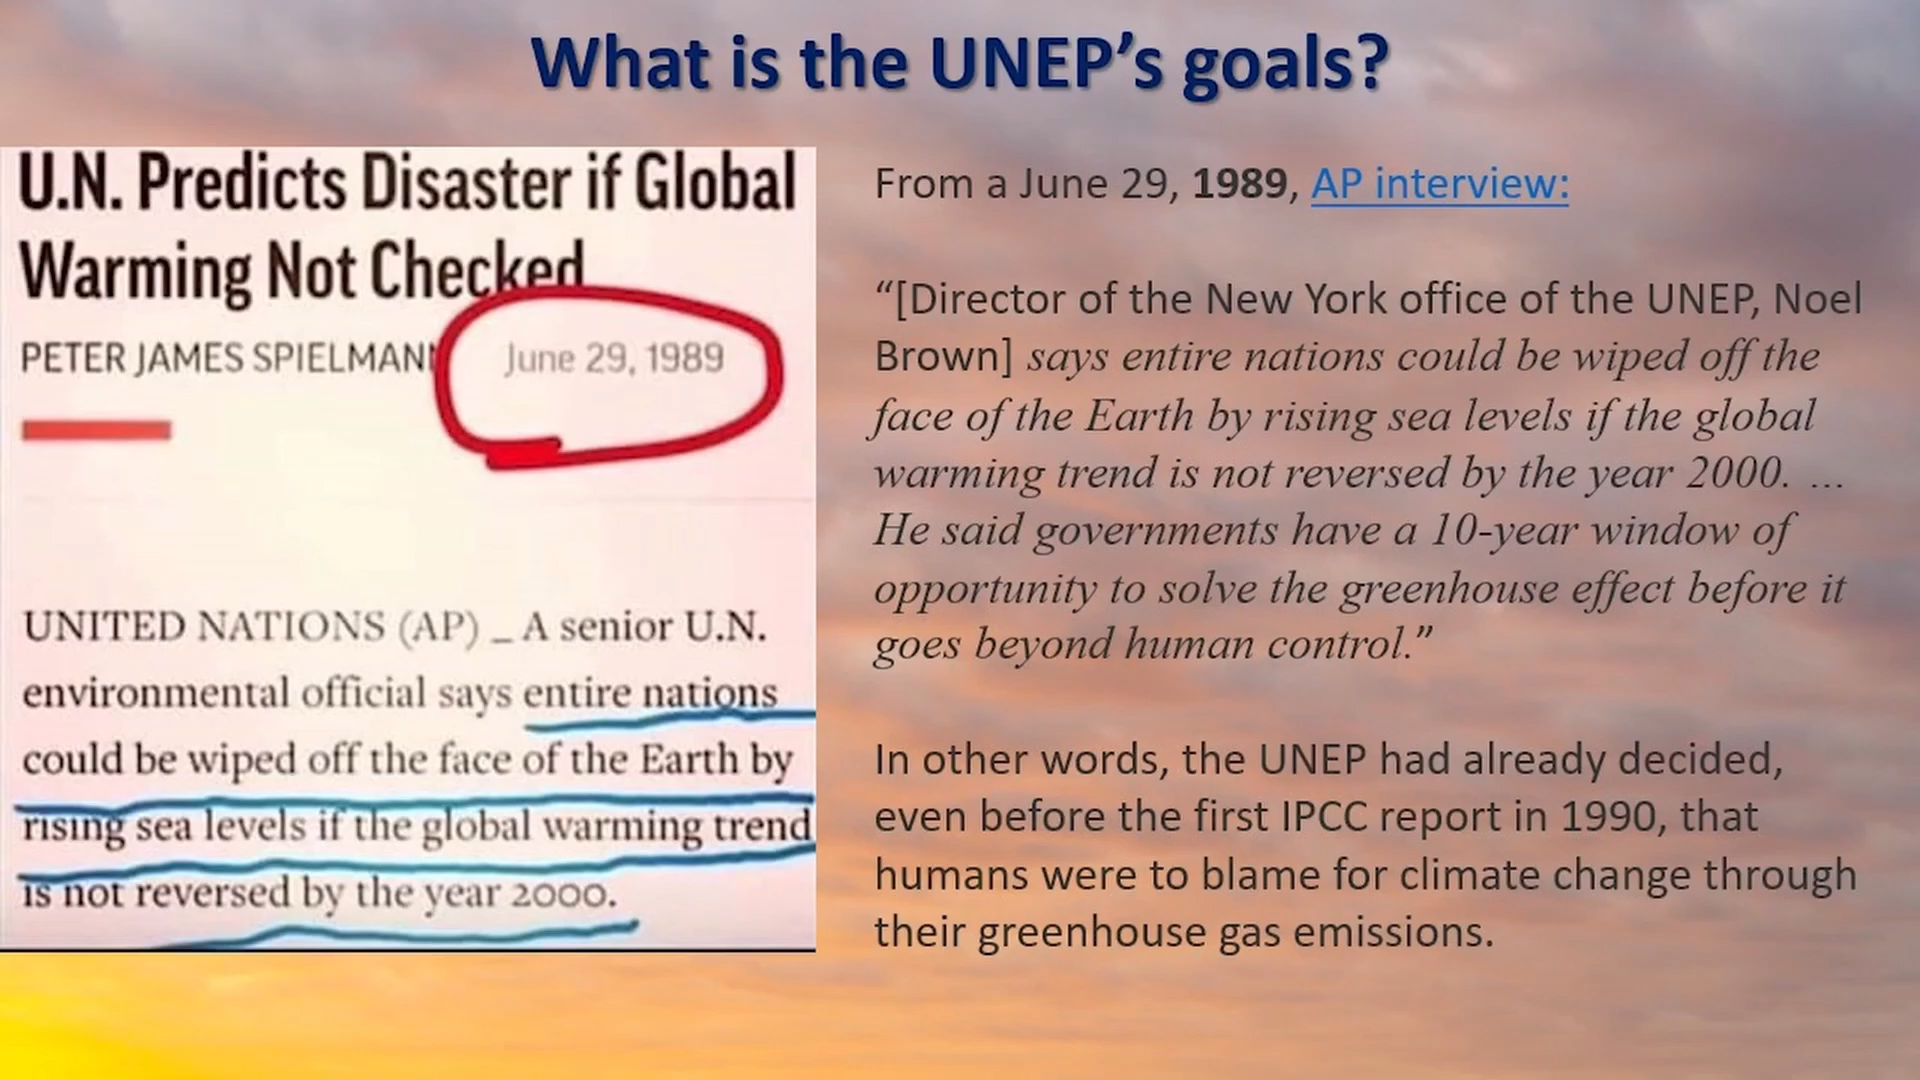 What is the UNEP’s goals?
U.N. Predicts Disaster if Global
Warming Not Checked
PETER JAMES SPIELMANN June 29, 1989
UNITED NATIONS (AP) _ A senior U.N.
environmental official says entire nations
could be wiped off the face of the Earth by
rising sea levels if the global warming trend
is not reversed by the year 2000.
From a June 29, 1989, AP interview:
“[Director of the New York office of the UNEP, Noel
Brown] says entire nations could be wiped off the
face of the Earth by rising sea levels if the global
warming trend is not reversed by the year 2000. ...
He said governments have a 10-year window of
opportunity to solve the greenhouse effect before it
goes beyond human control.”
In other words, the UNEP had already decided,
even before the first IPCC report in 1990, that
humans were to blame for climate change through
their greenhouse gas emissions.